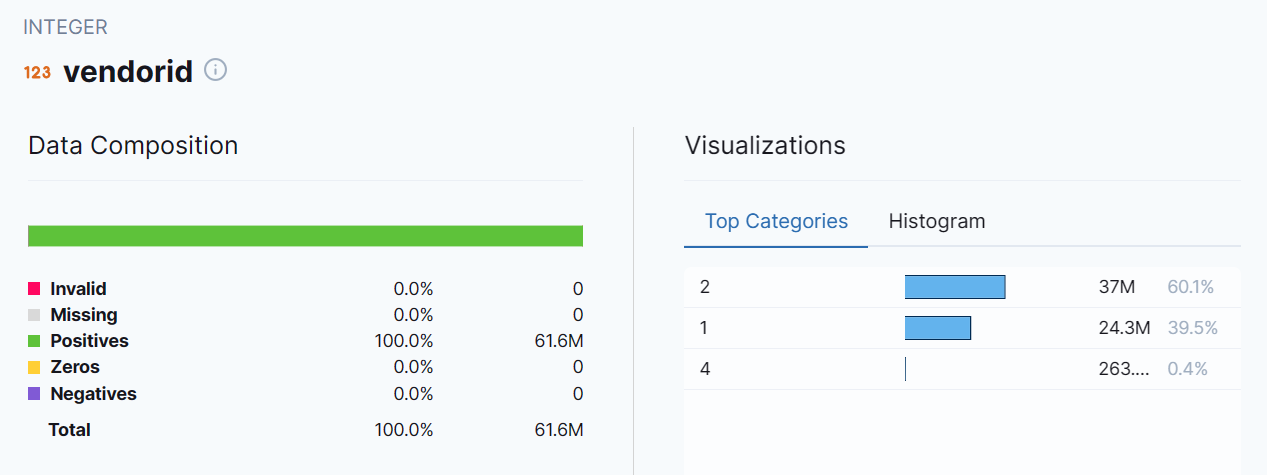 INTEGER
123 vendorid
Data Composition
Invalid 0.0% 0
Missing 0.0% 0
Positives 100.0% 61.6M
Zeros 0.0% 0
Negatives 0.0% 0
Total 100.0% 61.6M
Visualizations
Top Categories Histogram
2 37M 60.1%
1 24.3M 39.5%
4 263.... 0.4%